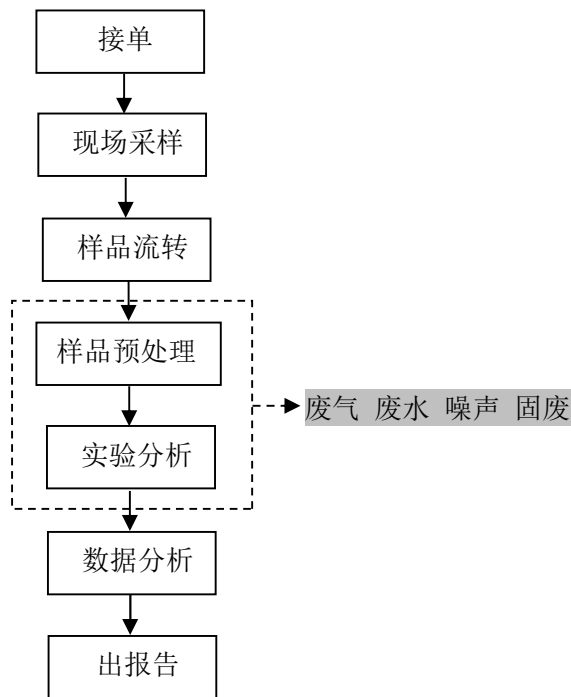 接单
现场采样
样品流转
样品预处理
废气 废水 噪声 固废
实验分析
数据分析
出报告